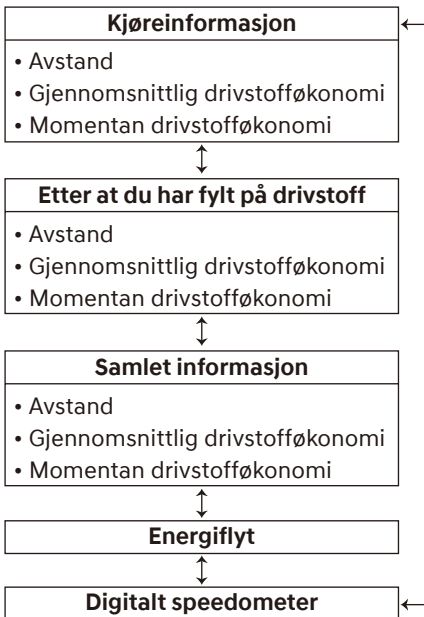 Kjøreinformasjon
• Avstand
• Gjennomsnittlig drivstofføkonomi
• Momentan drivstofføkonomi
Etter at du har fylt på drivstoff
• Avstand
• Gjennomsnittlig drivstofføkonomi
• Momentan drivstofføkonomi
Samlet informasjon
• Avstand
• Gjennomsnittlig drivstofføkonomi
• Momentan drivstofføkonomi
Energiflyt
Digitalt speedometer